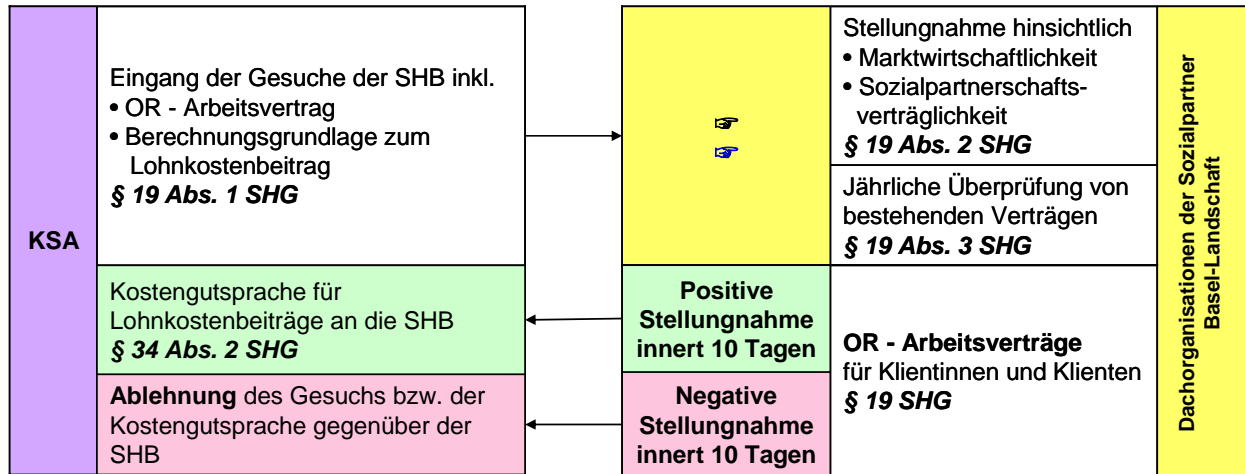 KSA
Eingang der Gesuche der SHB inkl.
• OR - Arbeitsvertrag
• Berechnungsgrundlage zum
Lohnkostenbeitrag
§ 19 Abs. 1 SHG
☞
☞
Stellungnahme hinsichtlich
• Marktwirtschaftlichkeit
• Sozialpartnerschafts-
verträglichkeit
§ 19 Abs. 2 SHG
Jährliche Überprüfung von
bestehenden Verträgen
§ 19 Abs. 3 SHG
Kostengutsprache für
Lohnkostenbeiträge an die SHB
§ 34 Abs. 2 SHG
Positive
Stellungnahme
innert 10 Tagen
Ablehnung des Gesuchs bzw. der
Kostengutsprache gegenüber der
SHB
Negative
Stellungnahme
innert 10 Tagen
OR - Arbeitsverträge
für Klientinnen und Klienten
§ 19 SHG
Dachorganisationen der Sozialpartner
Basel-Landschaft